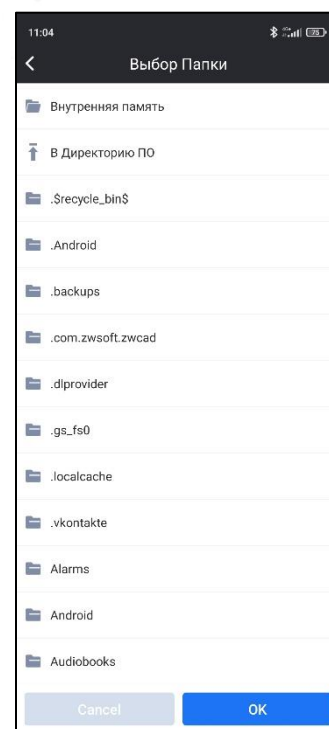 11:04
75
Выбор Папки
Внутренняя память
В Директорию ПО
.$recycle_bin$
.Android
.backups
.com.zwsoft.zwcad
.dlprovider
.gs_fs0
.localcache
.vkontakte
Alarms
Android
Audiobooks
Cancel
OK